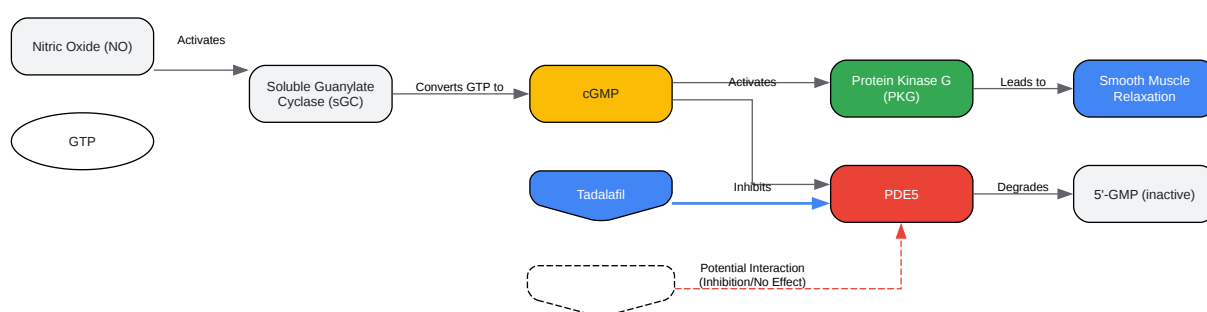 Nitric Oxide (NO)
Activates
GTP
Soluble Guanylate
Cyclase (sGC)
Converts GTP to
cGMP
Activates
Protein Kinase G
(PKG)
Leads to
Smooth Muscle
Relaxation
Tadalafil
Inhibits
PDE5
Degrades
5'-GMP (inactive)
Potential Interaction
(Inhibition/No Effect)